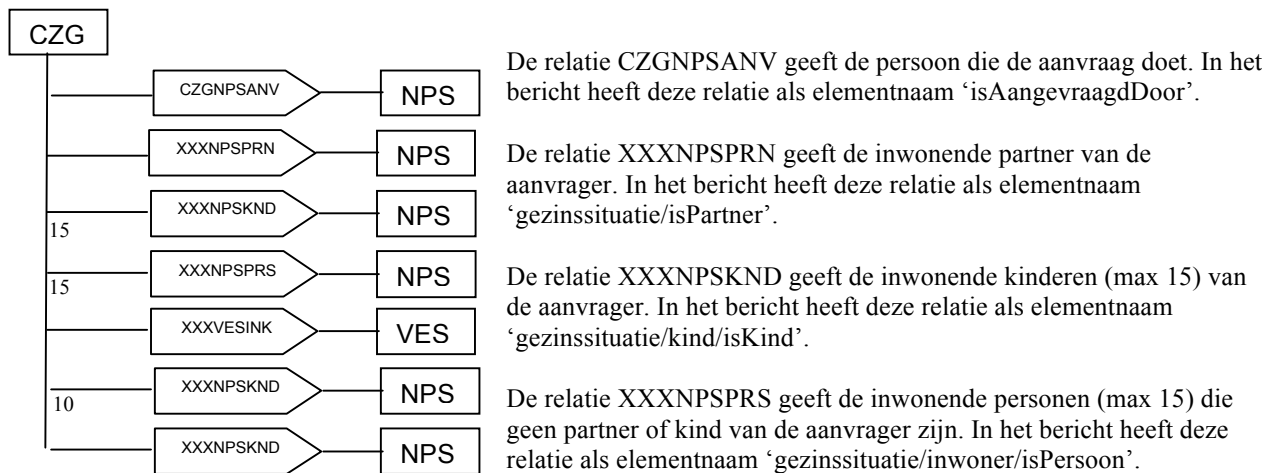 CZG
CZGNPSANV NPS
XXXNPSPRN NPS
15 XXXNPSKND NPS
15 XXXNPSPRS NPS
XXXVESINK VES
10 XXXNPSKND NPS
XXXNPSKND NPS
De relatie CZGNPSANV geeft de persoon die de aanvraag doet. In het
bericht heeft deze relatie als elementnaam ‘isAangevraagdDoor’.
De relatie XXXNPSPRN geeft de inwonende partner van de
aanvrager. In het bericht heeft deze relatie als elementnaam
‘gezinssituatie/isPartner’.
De relatie XXXNPSKND geeft de inwonende kinderen (max 15) van
de aanvrager. In het bericht heeft deze relatie als elementnaam
‘gezinssituatie/kind/isKind’.
De relatie XXXNPSPRS geeft de inwonende personen (max 15) die
geen partner of kind van de aanvrager zijn. In het bericht heeft deze
relatie als elementnaam ‘gezinssituatie/inwoner/isPersoon’.